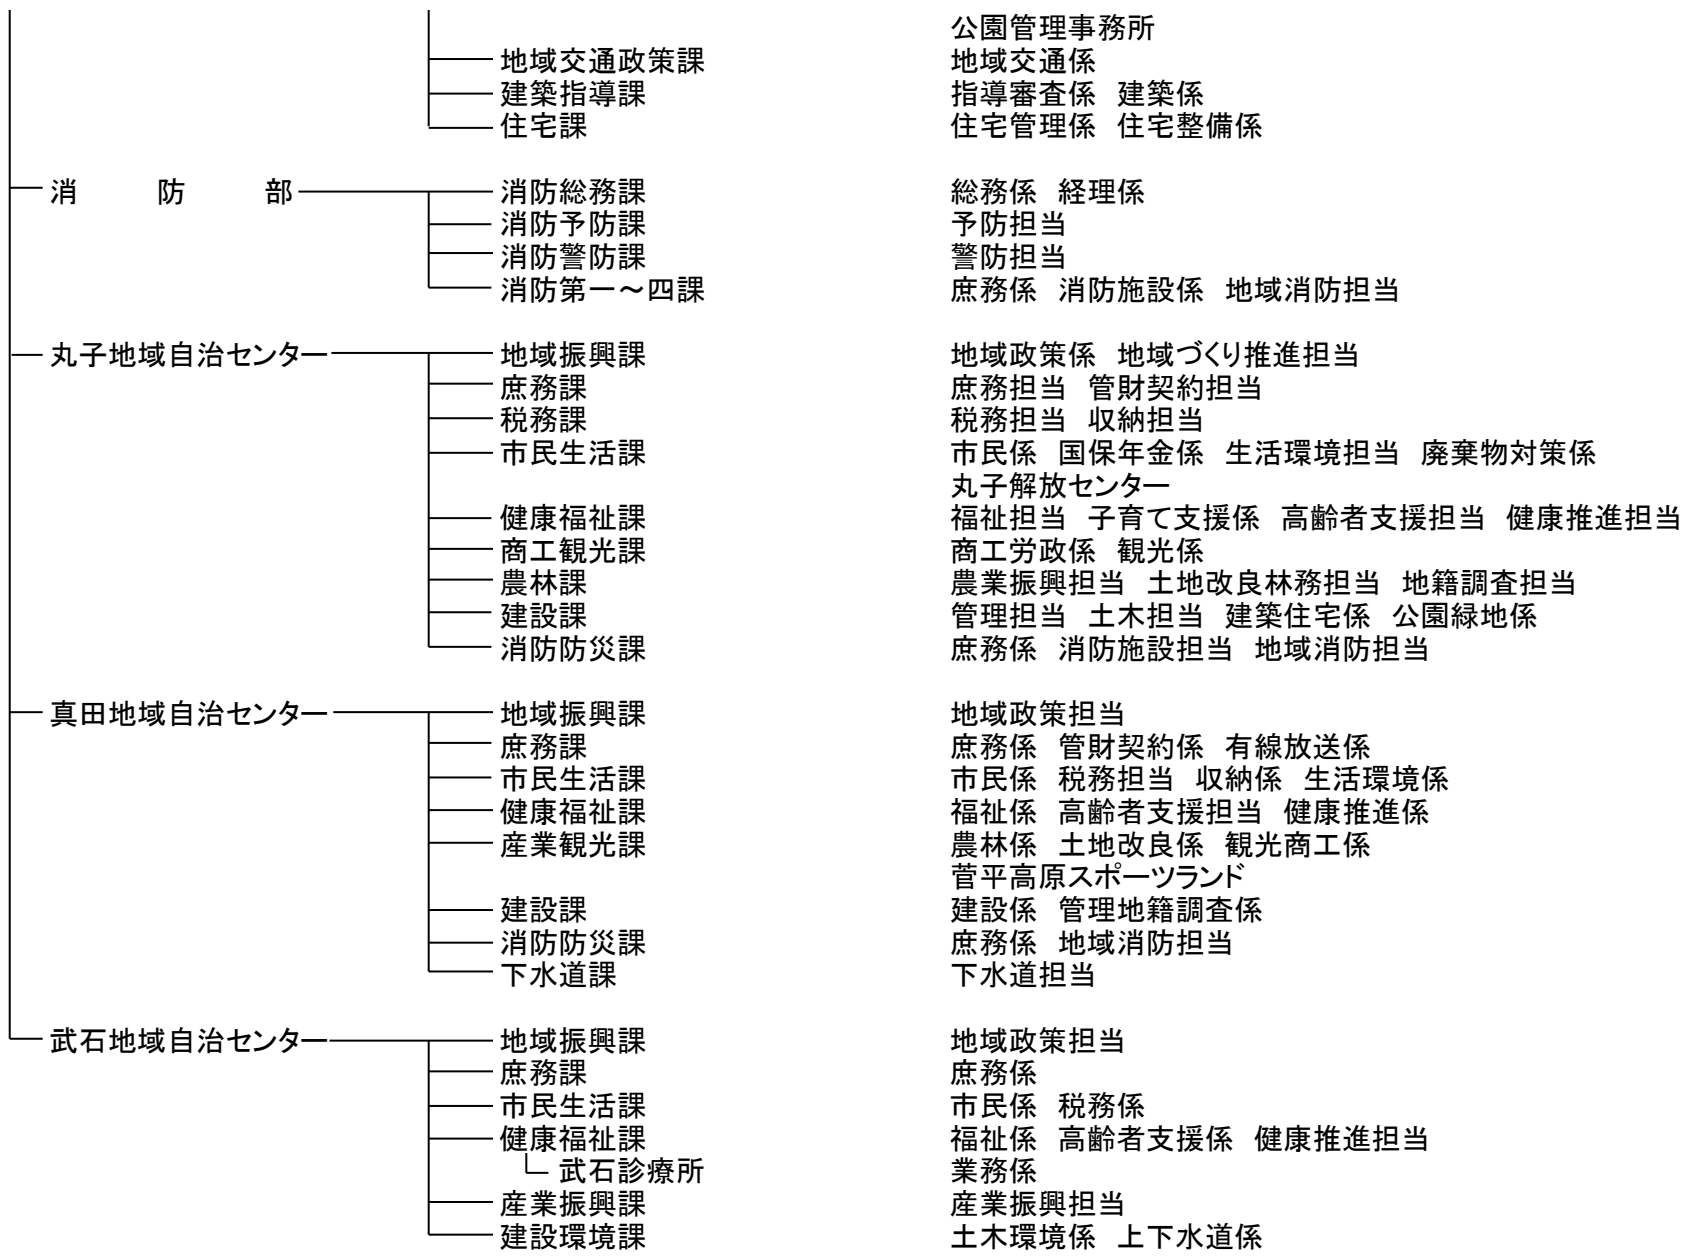 公園管理事務所
地域交通政策課 地域交通係
建築指導課 指導審査係 建築係
住宅課 住宅管理係 住宅整備係
消 防 部 消防総務課 総務係 経理係
消防予防課 予防担当
消防警防課 警防担当
消防第一～四課 庶務係 消防施設係 地域消防担当
丸子地域自治センター 地域振興課 地域政策係 地域づくり推進担当
庶務課 庶務担当 管財契約担当
税務課 税務担当 収納担当
市民生活課 市民係 国保年金係 生活環境担当 廃棄物対策係
丸子解放センター
健康福祉課 福祉担当 子育て支援係 高齢者支援担当 健康推進担当
商工観光課 商工労政係 観光係
農林課 農業振興担当 土地改良林務担当 地籍調査担当
建設課 管理担当 土木担当 建築住宅係 公園緑地係
消防防災課 庶務係 消防施設担当 地域消防担当
真田地域自治センター 地域振興課 地域政策担当
庶務課 庶務係 管財契約係 有線放送係
市民生活課 市民係 税務担当 収納係 生活環境係
健康福祉課 福祉係 高齢者支援担当 健康推進係
産業観光課 農林係 土地改良係 観光商工係
菅平高原スポーツランド
建設課 建設係 管理地籍調査係
消防防災課 庶務係 地域消防担当
下水道課 下水道担当
武石地域自治センター 地域振興課 地域政策担当
庶務課 庶務係
市民生活課 市民係 税務係
健康福祉課 福祉係 高齢者支援係 健康推進担当
武石診療所 業務係
産業振興課 産業振興担当
建設環境課 土木環境係 上下水道係